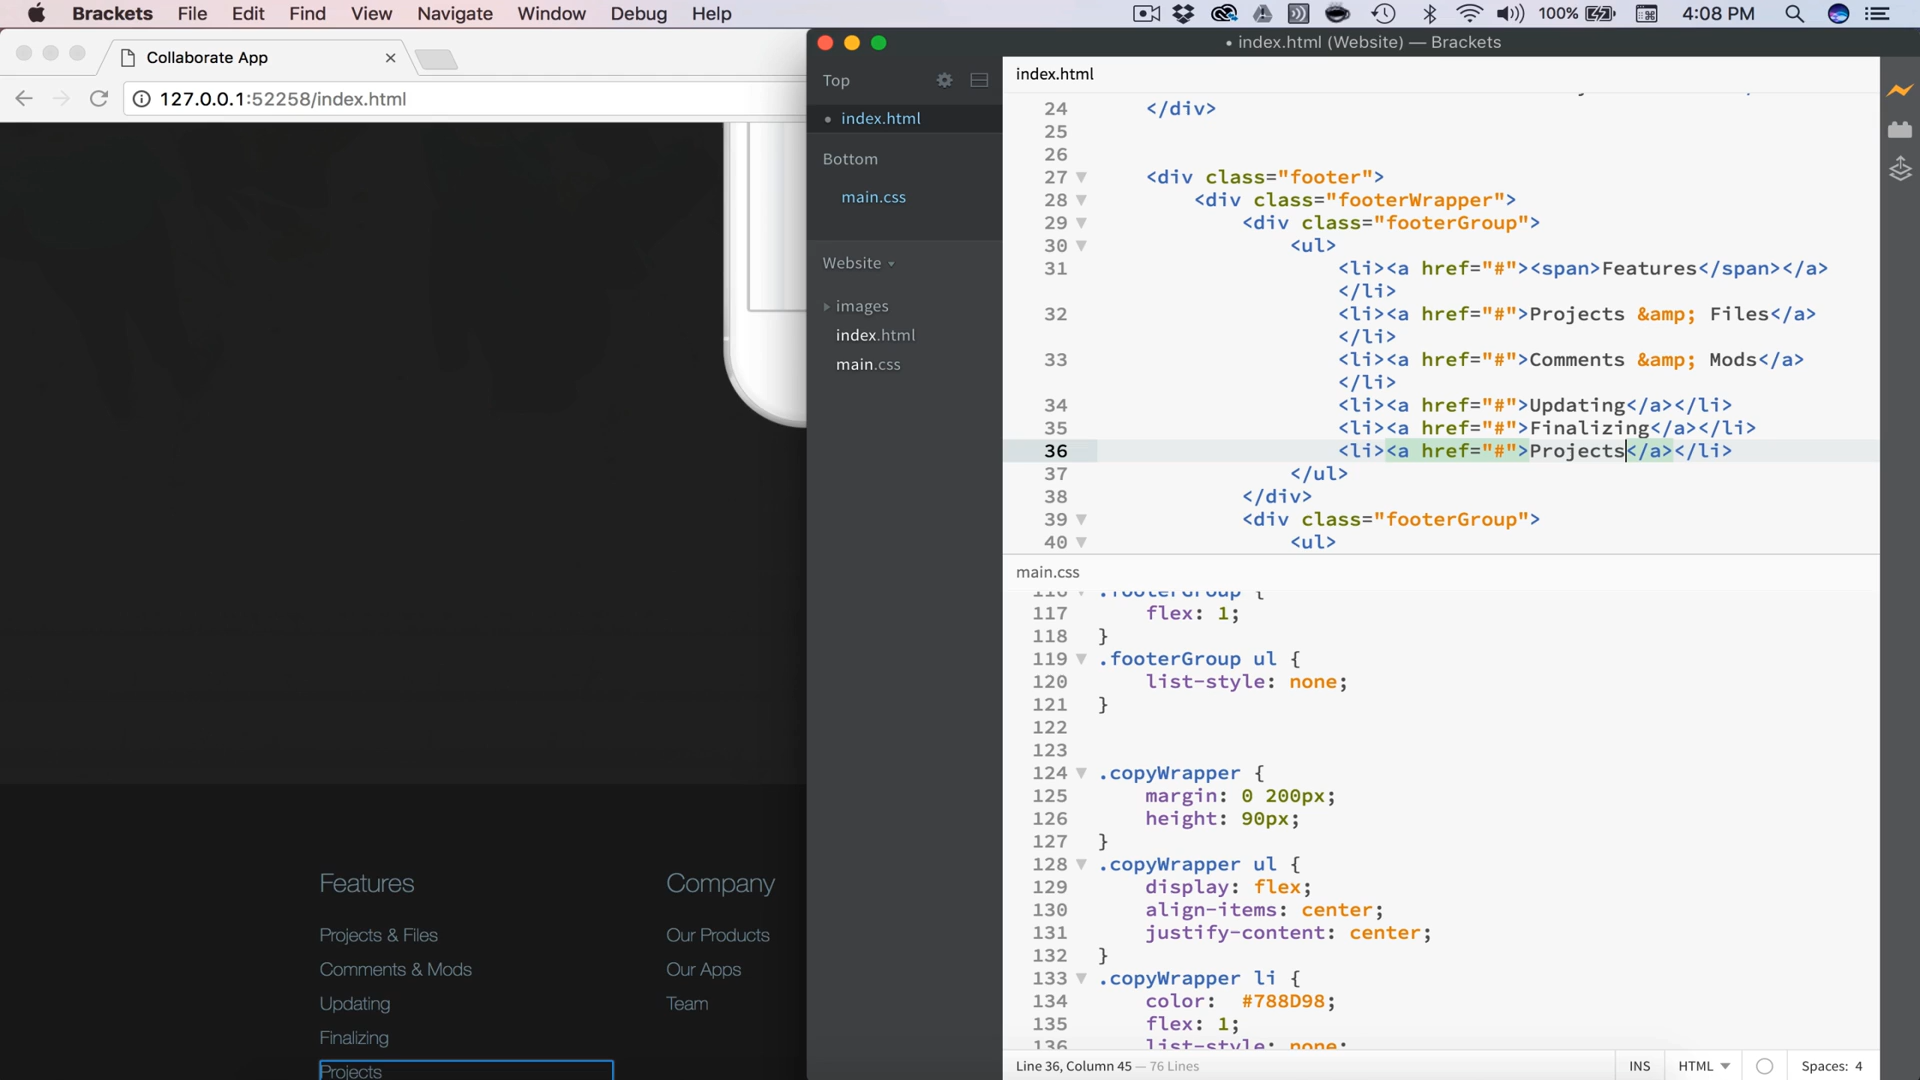 Brackets File Edit Find View Navigate Window Debug Help 100% 4:08 PM
Collaborate App
127.0.0.1:52258/index.html
Features
Projects & Files
Comments & Mods
Updating
Finalizing
Projects
Company
Our Products
Our Apps
Team
• index.html (Website) — Brackets
Top
index.html
Bottom
main.css
Website
images
index.html
main.css
index.html
24 </div>
25
26
27 <div class="footer">
28 <div class="footerWrapper">
29 <div class="footerGroup">
30 <ul>
31 <li><a href="#"><span>Features</span></a>
</li>
32 <li><a href="#">Projects &amp; Files</a>
</li>
33 <li><a href="#">Comments &amp; Mods</a>
</li>
34 <li><a href="#">Updating</a></li>
35 <li><a href="#">Finalizing</a></li>
36 <li><a href="#">Projects</a></li>
37 </ul>
38 </div>
39 <div class="footerGroup">
40 <ul>
main.css
116 .footerGroup {
117 flex: 1;
118 }
119 .footerGroup ul {
120 list-style: none;
121 }
122
123
124 .copyWrapper {
125 margin: 0 200px;
126 height: 90px;
127 }
128 .copyWrapper ul {
129 display: flex;
130 align-items: center;
131 justify-content: center;
132 }
133 .copyWrapper li {
134 color: #788D98;
135 flex: 1;
136 list-style: none;
Line 36, Column 45 — 76 Lines INS HTML Spaces: 4